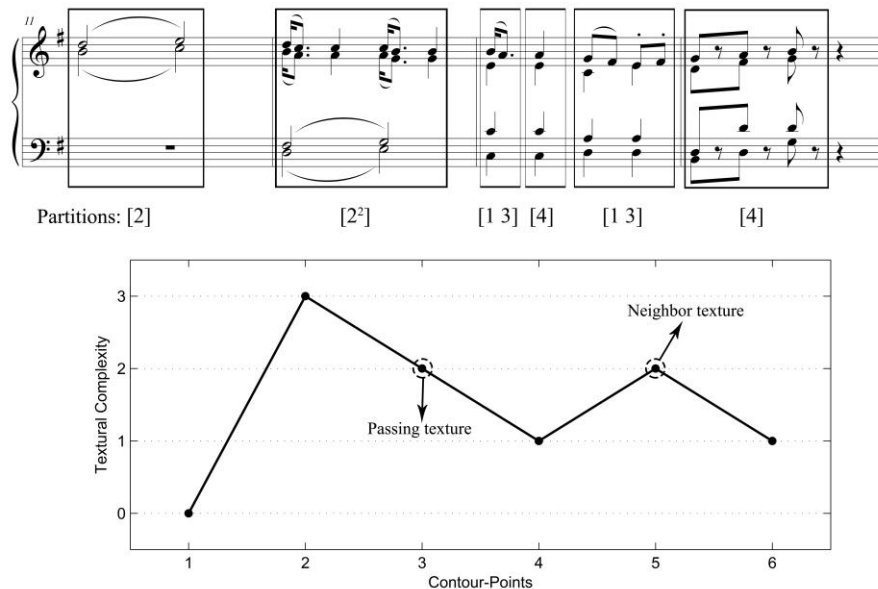 11
Partitions: [2] [2²] [1 3] [4] [1 3] [4]
3
Neighbor texture
2
Passing texture
1
0
Textural Complexity
1 2 3 4 5 6
Contour-Points